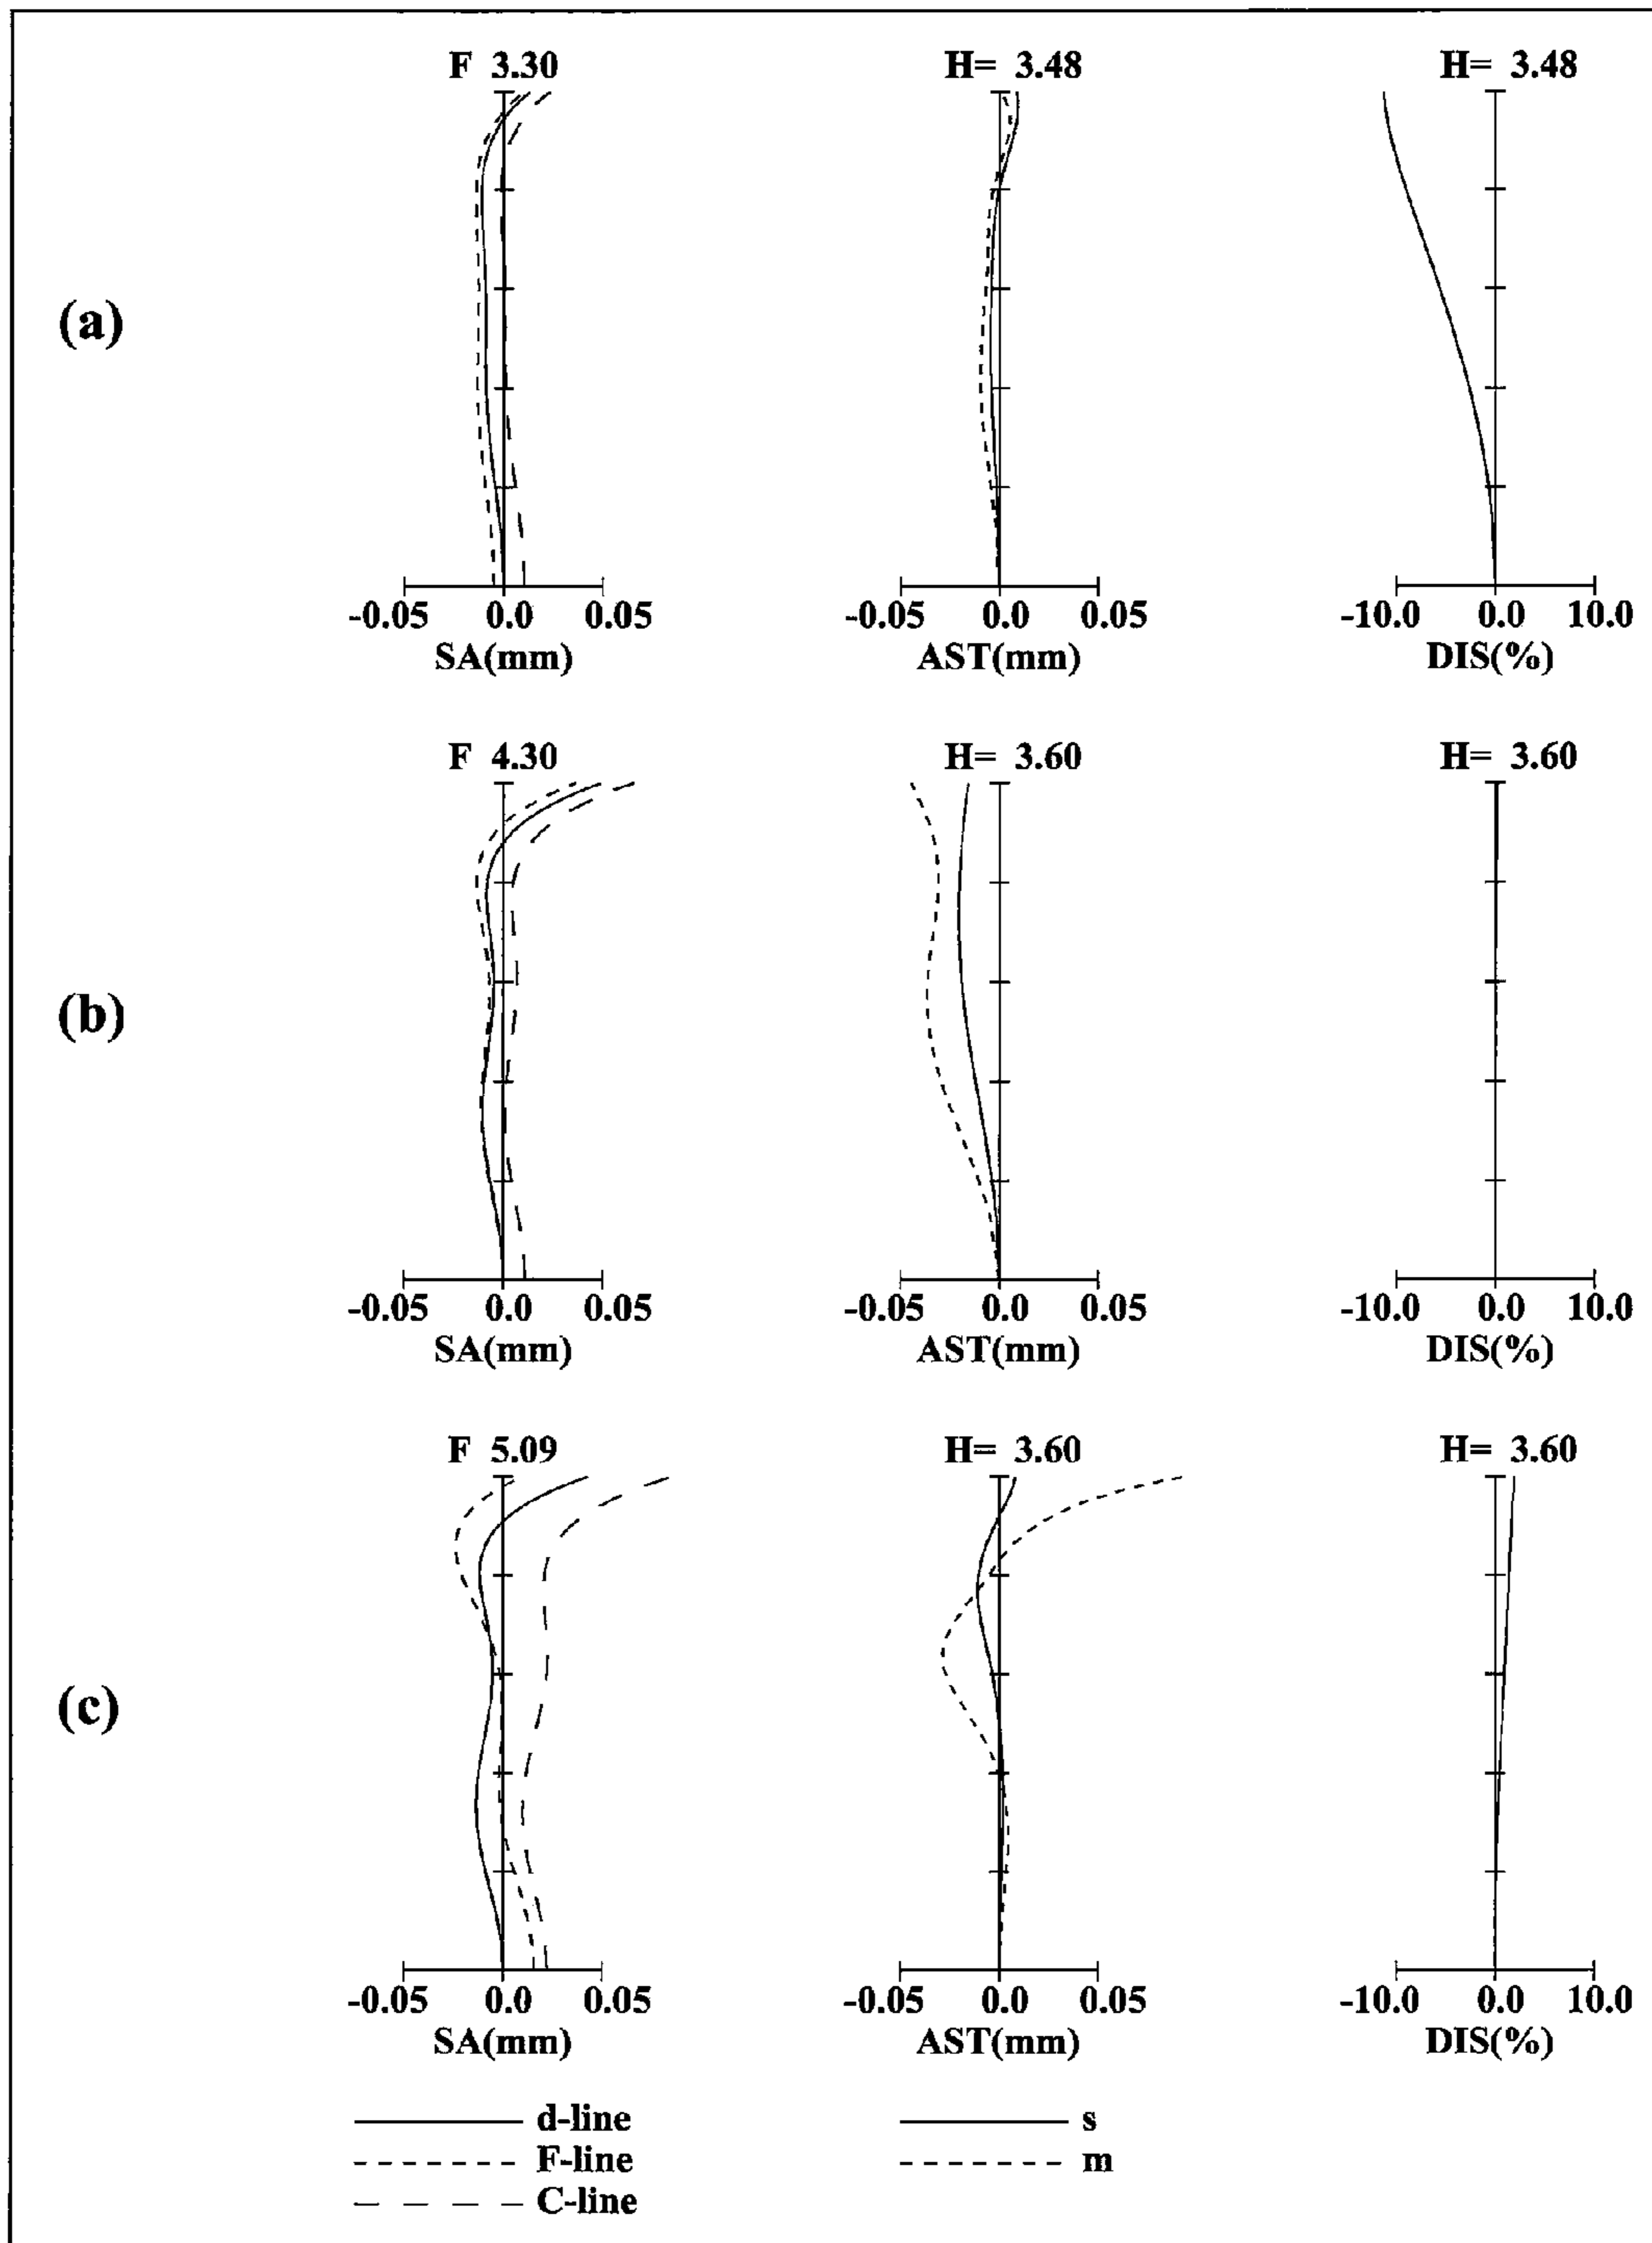 F 3.30
H= 3.48
H= 3.48
(a)
-0.05 0.0 0.05
SA(mm)
-0.05 0.0 0.05
AST(mm)
-10.0 0.0 10.0
DIS(%)
F 4.30
H= 3.60
H= 3.60
(b)
-0.05 0.0 0.05
SA(mm)
-0.05 0.0 0.05
AST(mm)
-10.0 0.0 10.0
DIS(%)
F 5.09
H= 3.60
H= 3.60
(c)
-0.05 0.0 0.05
SA(mm)
-0.05 0.0 0.05
AST(mm)
-10.0 0.0 10.0
DIS(%)
d-line
F-line
C-line
s
m